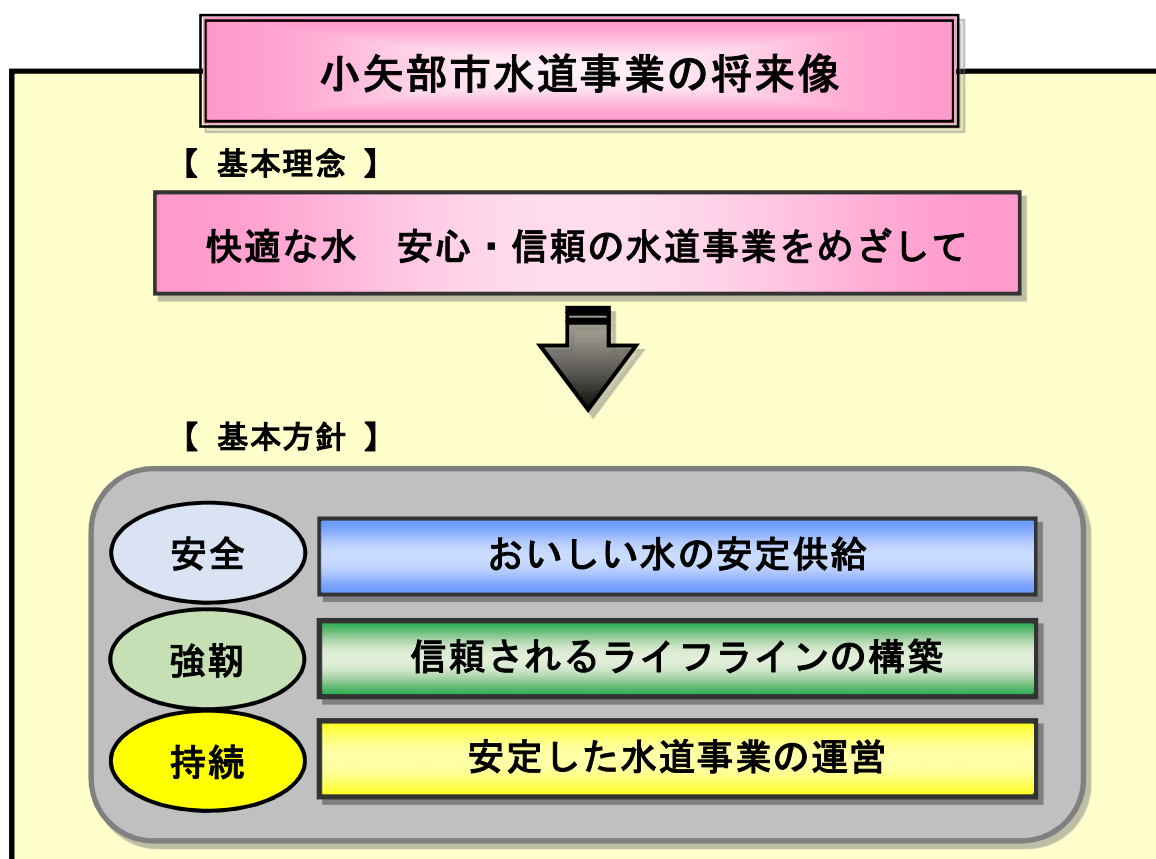 小矢部市水道事業の将来像
【 基本理念 】
快適な水　安心・信頼の水道事業をめざして
【 基本方針 】
安全
おいしい水の安定供給
強靭
信頼されるライフラインの構築
持続
安定した水道事業の運営